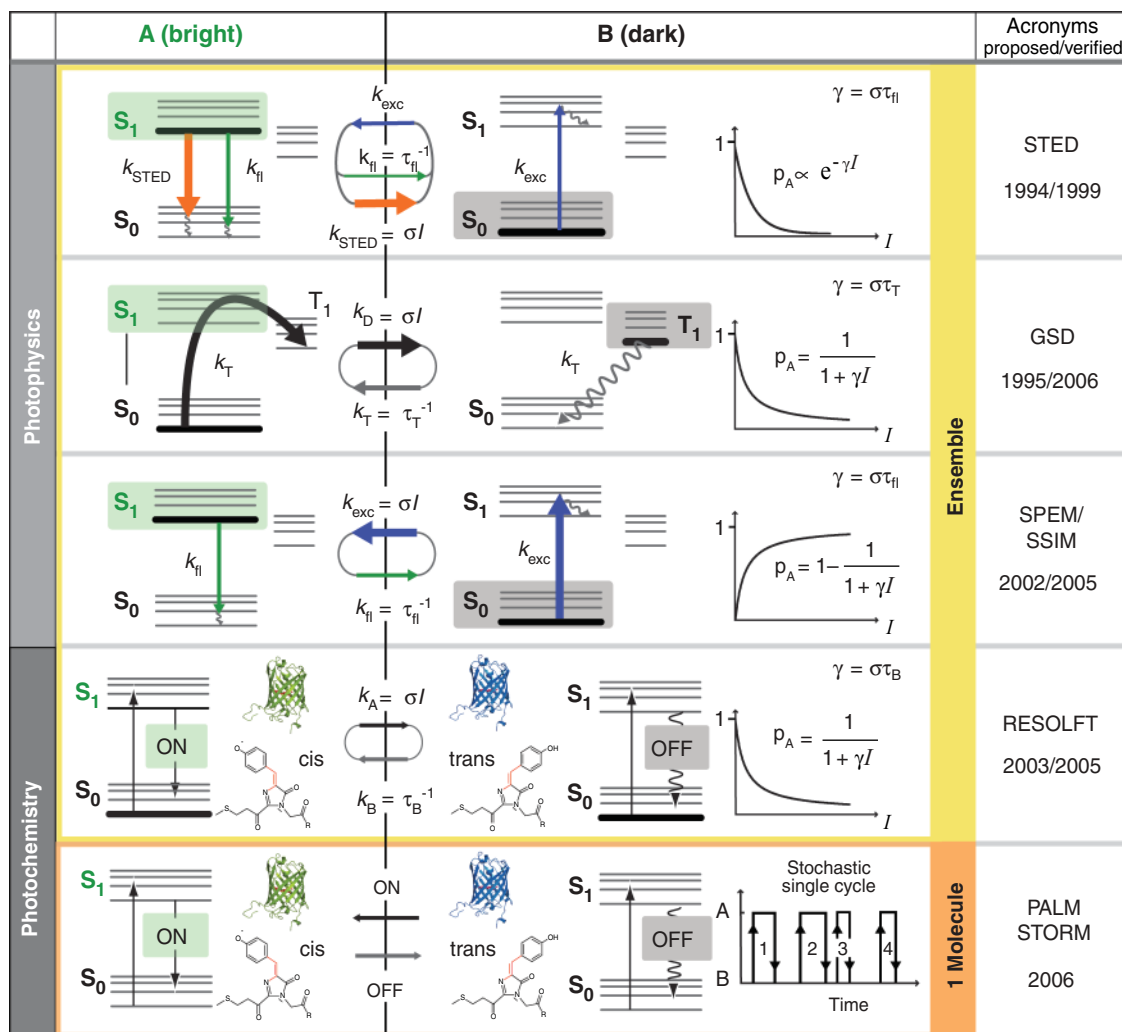 A (bright)
B (dark)
Acronyms
proposed/verified
Photophysics
Photochemistry
Ensemble
1 Molecule
S1
kSTED
kfl
S0
kexc
kfl = τfl-1
kSTED = σI
S1
kexc
S0
γ = στfl
1
pA ∝ e-γI
I
STED
1994/1999
S1
T1
kT
S0
kD = σI
kT = τT-1
T1
kT
S0
γ = στT
1
pA = 1 / 1 + γI
I
GSD
1995/2006
S1
kfl
S0
kexc = σI
kfl = τfl-1
S1
kexc
S0
γ = στfl
1
pA = 1− 1 / 1 + γI
I
SPEM/
SSIM
2002/2005
S1
ON
S0
O-
N
N
O
S
O
O
R
cis
kA = σI
kB = τB-1
trans
OH
N
N
O
S
O
O
R
S1
OFF
S0
γ = στB
1
pA = 1 / 1 + γI
I
RESOLFT
2003/2005
S1
ON
S0
O-
N
N
O
S
O
O
R
cis
ON
OFF
trans
OH
N
N
O
S
O
O
R
S1
OFF
S0
Stochastic
single cycle
A
1 2 3 4
B
Time
PALM
STORM
2006